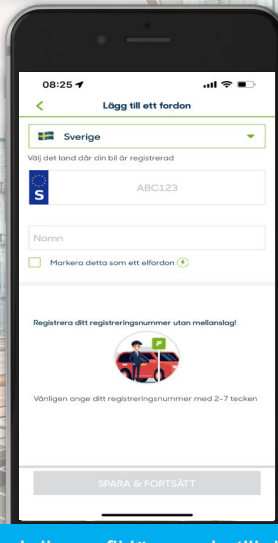 08:25
Lägg till ett fordon
Sverige
Välj det land där din bil är registrerad
S
ABC123
Namn
Markera detta som ett elfordon
Registrera ditt registreringsnummer utan mellanslag!
Vänligen ange ditt registreringsnummer med 2-7 tecken
SPARA & FORTSÄTT